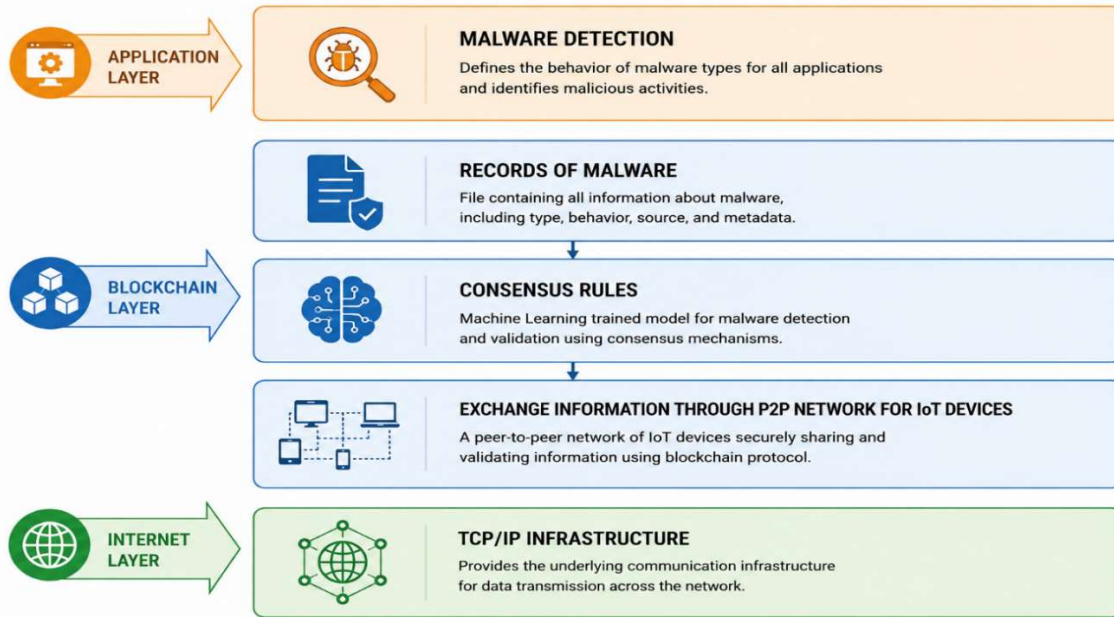 APPLICATION
LAYER
MALWARE DETECTION
Defines the behavior of malware types for all applications
and identifies malicious activities.
BLOCKCHAIN
LAYER
RECORDS OF MALWARE
File containing all information about malware,
including type, behavior, source, and metadata.
CONSENSUS RULES
Machine Learning trained model for malware detection
and validation using consensus mechanisms.
EXCHANGE INFORMATION THROUGH P2P NETWORK FOR IoT DEVICES
A peer-to-peer network of IoT devices securely sharing and
validating information using blockchain protocol.
INTERNET
LAYER
TCP/IP INFRASTRUCTURE
Provides the underlying communication infrastructure
for data transmission across the network.